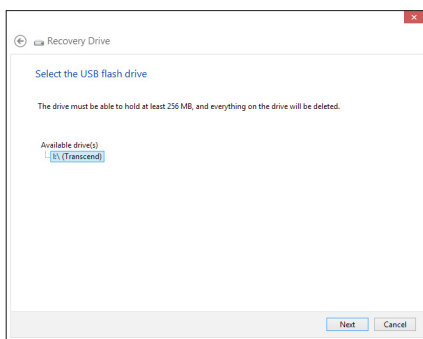 Recovery Drive
Select the USB flash drive
The drive must be able to hold at least 256 MB, and everything on the drive will be deleted.
Available drive(s)
I:\ (Transcend)
Next
Cancel